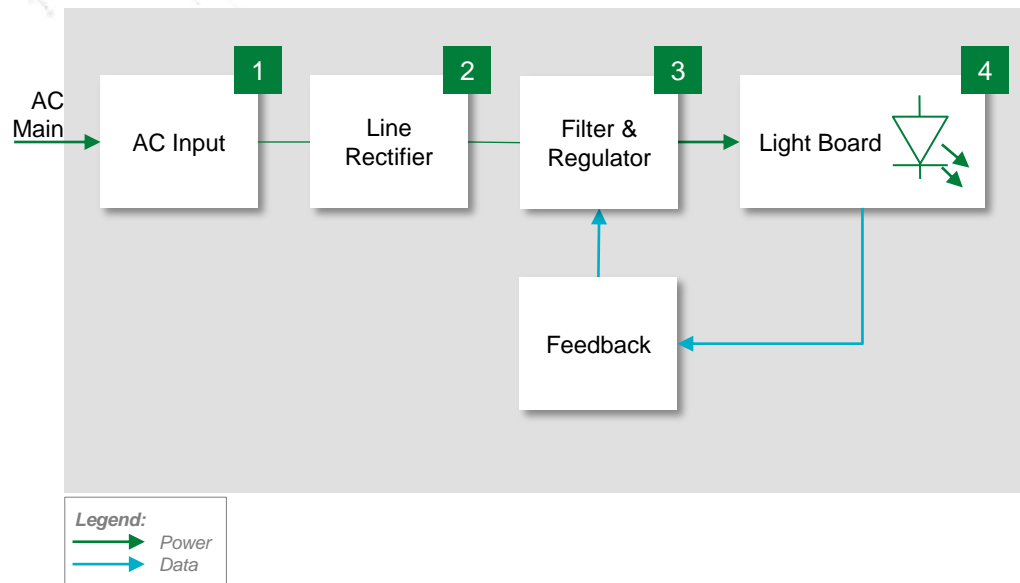 1
2
3
4
AC
Main
AC Input
Line
Rectifier
Filter &
Regulator
Light Board
Feedback
Legend:
Power
Data